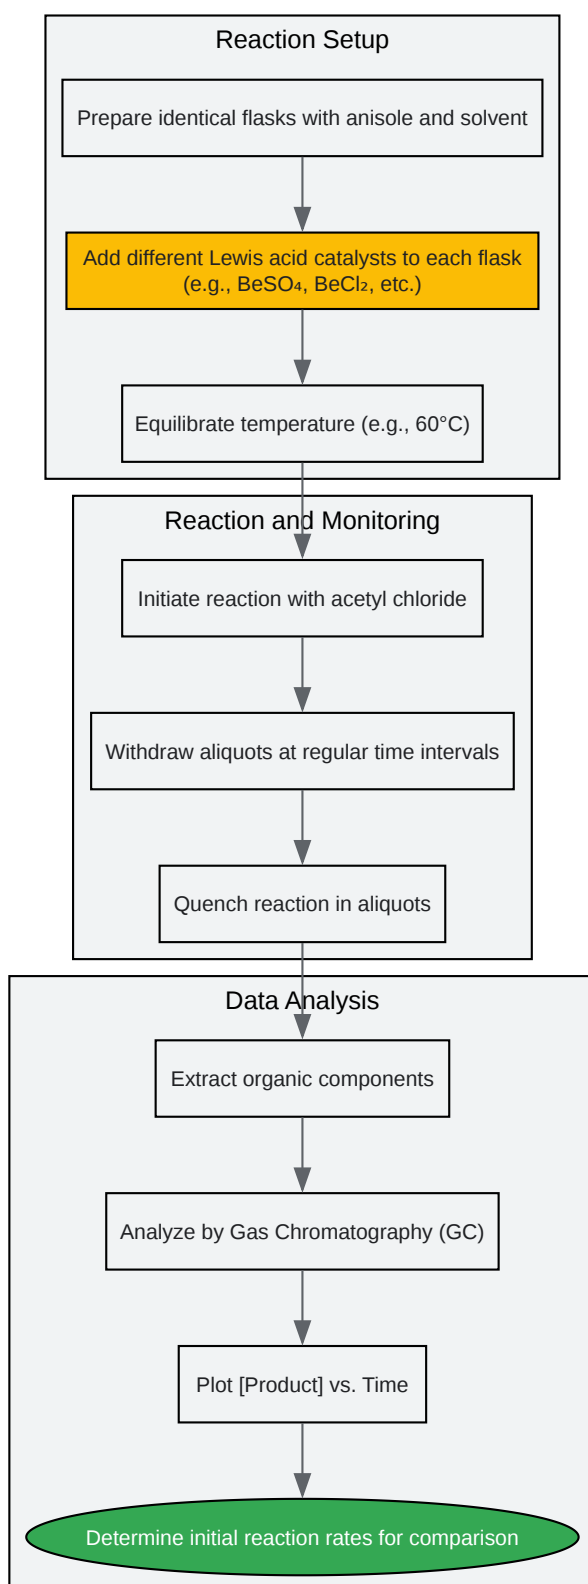 Reaction Setup
Prepare identical flasks with anisole and solvent
Add different Lewis acid catalysts to each flask
(e.g., BeSO₄, BeCl₂, etc.)
Equilibrate temperature (e.g., 60°C)
Reaction and Monitoring
Initiate reaction with acetyl chloride
Withdraw aliquots at regular time intervals
Quench reaction in aliquots
Data Analysis
Extract organic components
Analyze by Gas Chromatography (GC)
Plot [Product] vs. Time
Determine initial reaction rates for comparison